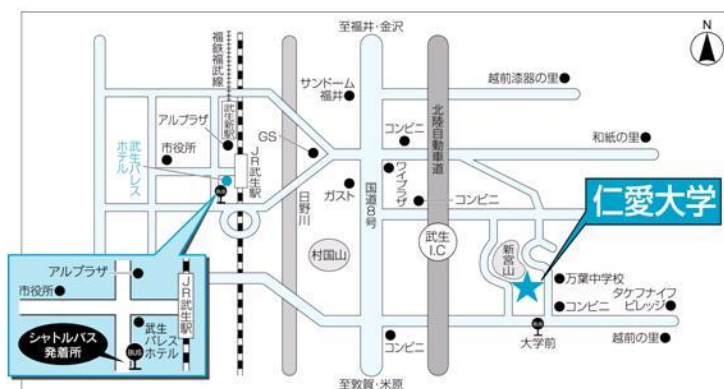 至福井・金沢
N
福鉄福武線
サンドーム
福井
越前漆器の里
武生新駅
アルプラザ
北陸自動車道
コンビニ
和紙の里
GS
市役所
武生パレス
ホテル
JR武生駅
BUS
日野川
ガスト
ワイプラザ
国道8号
コンビニ
仁愛大学
武生
I.C
新宮山
村国山
万葉中学校
コンビニ
タケフナイフ
ビレッジ
BUS
大学前
越前の里
コンビニ
至敦賀・米原
アルプラザ
市役所
JR武生駅
武生
パレス
ホテル
シャトルバス
発着所
BUS